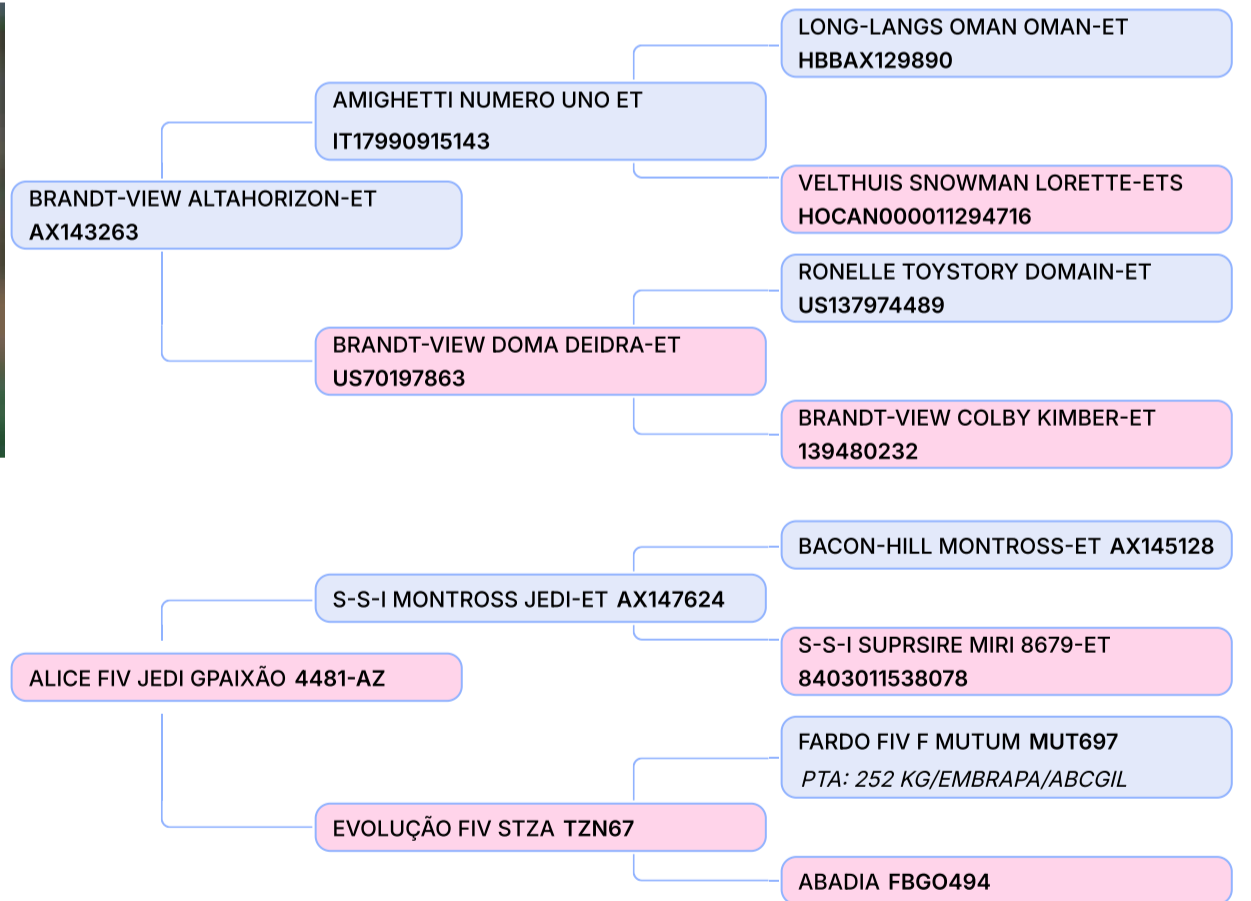 LONG-LANGS OMAN OMAN-ET
HBBAX129890
AMIGHETTI NUMERO UNO ET
IT17990915143
VELTHUIS SNOWMAN LORETTE-ETS
HOCAN000011294716
BRANDT-VIEW ALTAHORIZON-ET
AX143263
RONELLE TOYSTORY DOMAIN-ET
US137974489
BRANDT-VIEW DOMA DEIDRA-ET
US70197863
BRANDT-VIEW COLBY KIMBER-ET
139480232
BACON-HILL MONTROSS-ET AX145128
S-S-I MONTROSS JEDI-ET AX147624
S-S-I SUPRSIRE MIRI 8679-ET
8403011538078
ALICE FIV JEDI GPAIXÃO 4481-AZ
FARDO FIV F MUTUM MUT697
PTA: 252 KG/EMBRAPA/ABCGIL
EVOLUÇÃO FIV STZA TZN67
ABADIA FBGO494